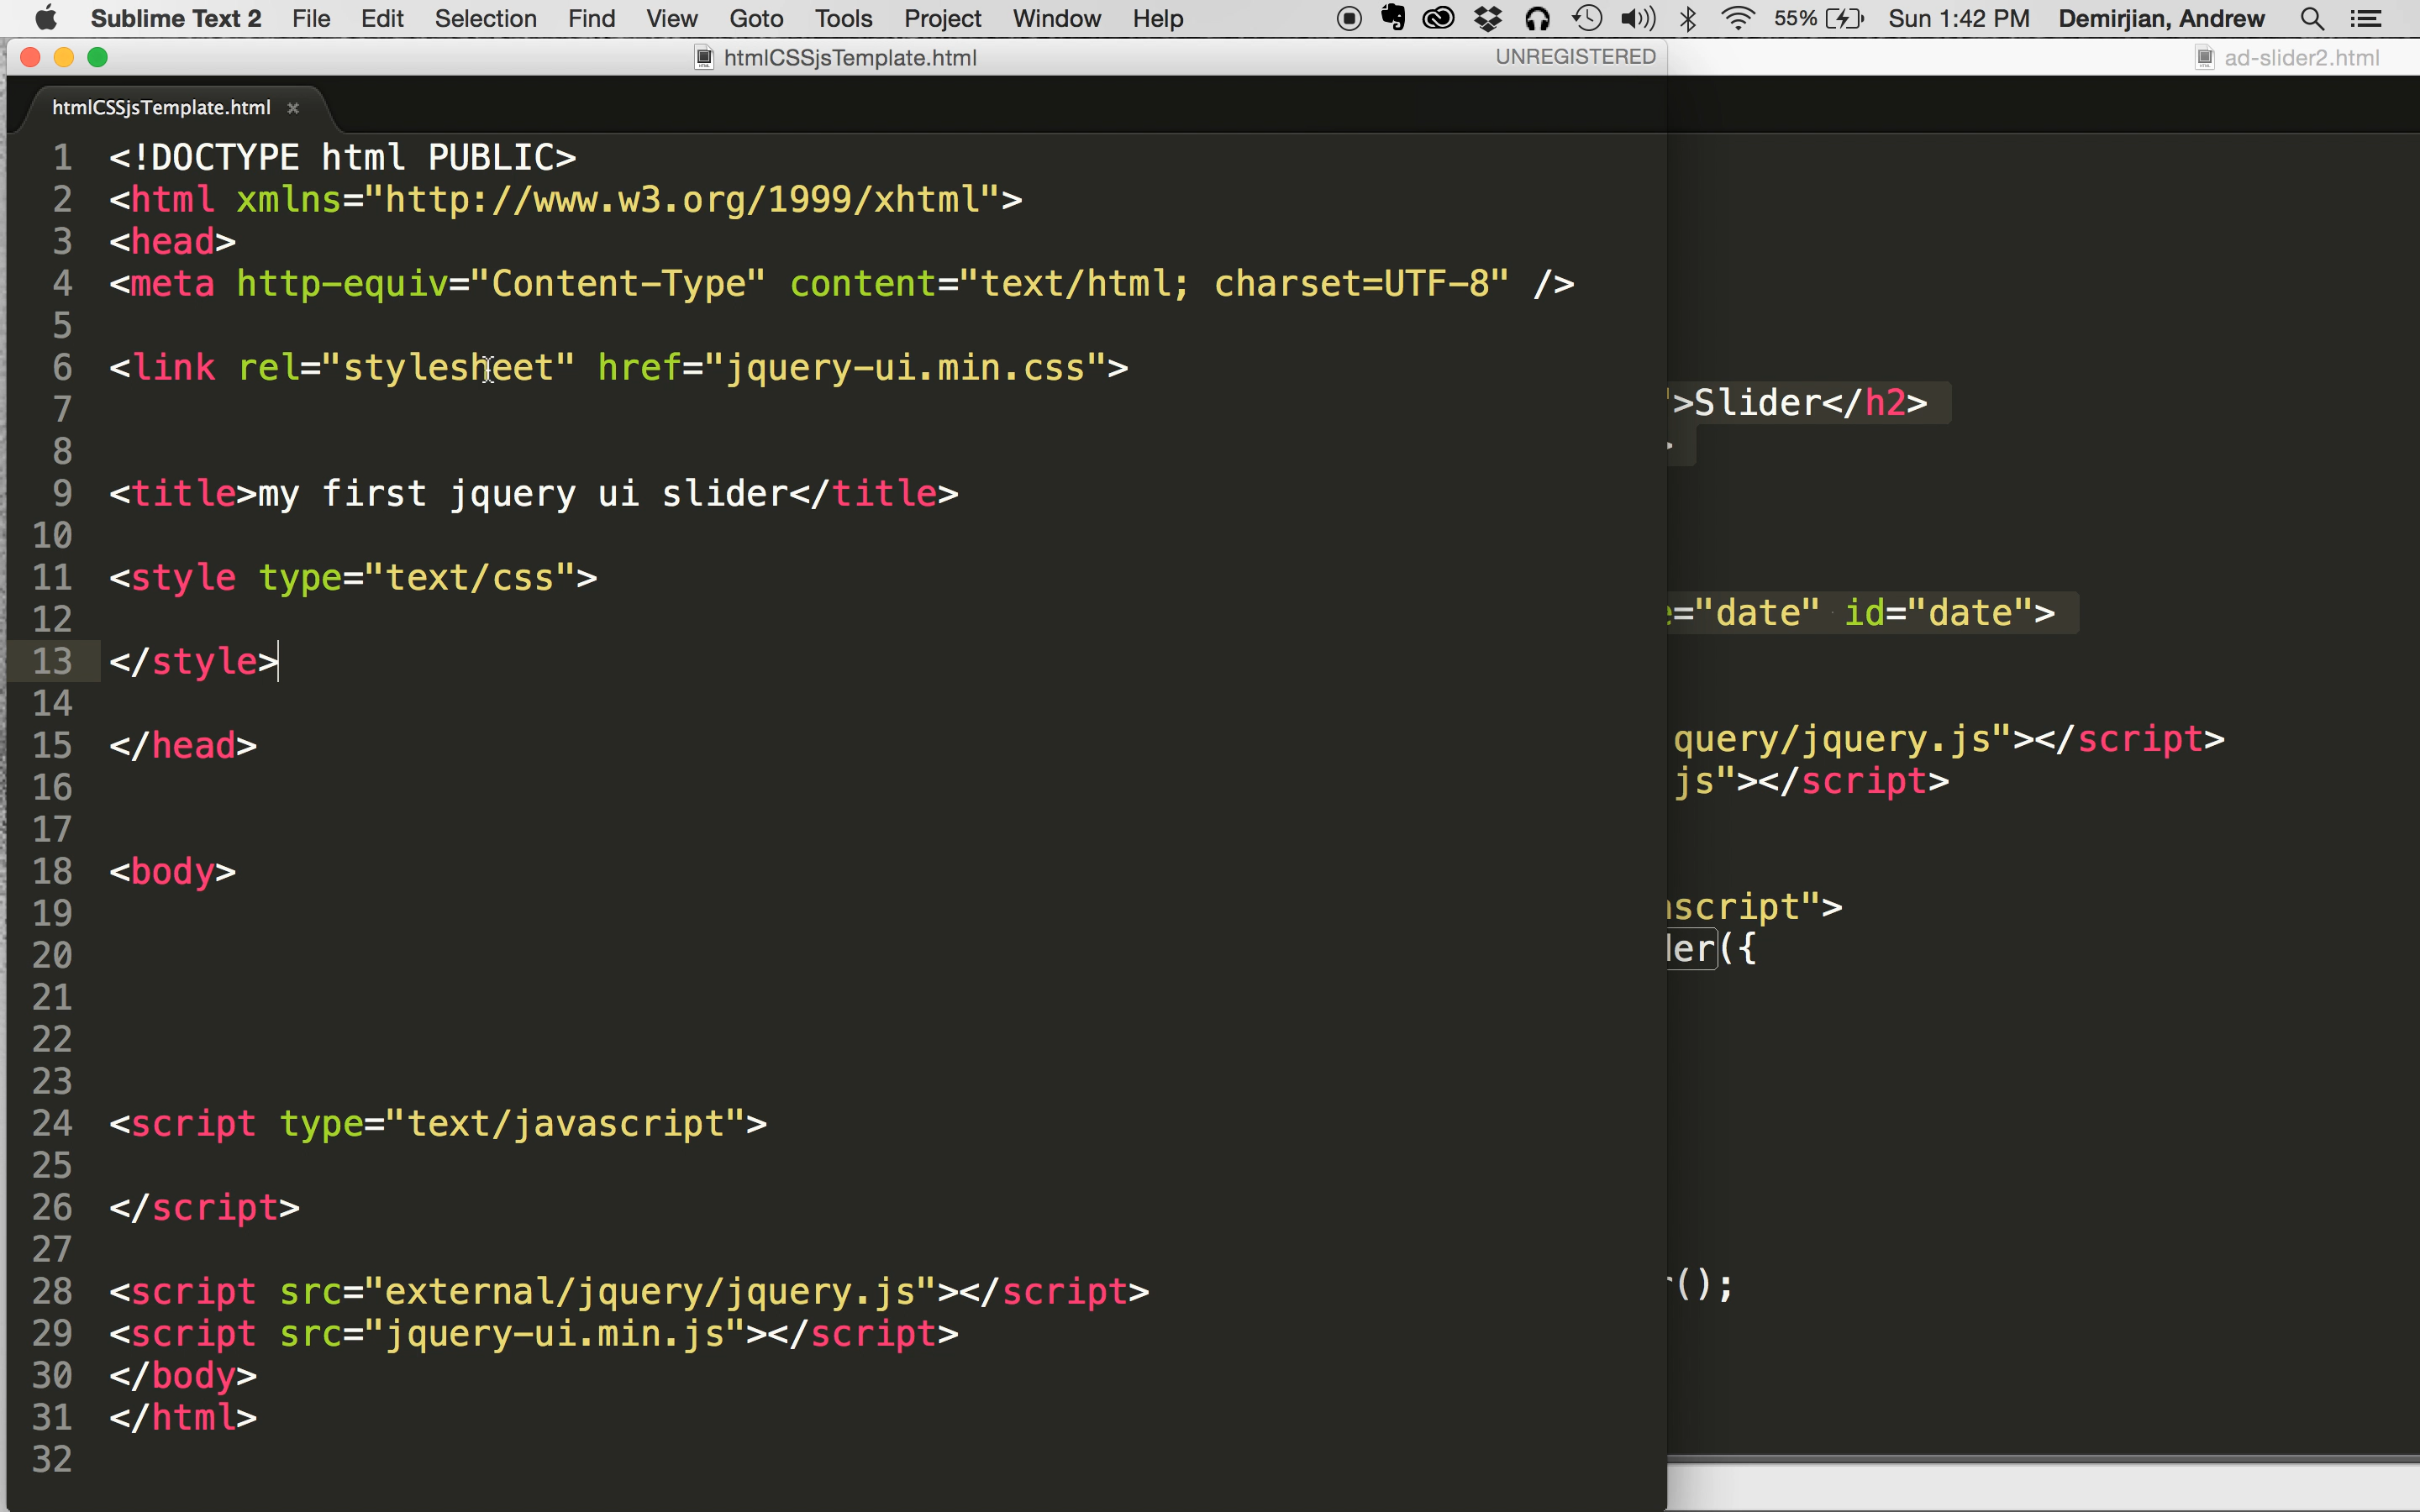 Sublime Text 2 File Edit Selection Find View Goto Tools Project Window Help 55% Sun 1:42 PM Demirjian, Andrew
htmlCSSjsTemplate.html UNREGISTERED
ad-slider2.html
htmlCSSjsTemplate.html ×
1 <!DOCTYPE html PUBLIC>
2 <html xmlns="http://www.w3.org/1999/xhtml">
3 <head>
4 <meta http-equiv="Content-Type" content="text/html; charset=UTF-8" />
5
6 <link rel="stylesheet" href="jquery-ui.min.css">
7
8
9 <title>my first jquery ui slider</title>
10
11 <style type="text/css">
12
13 </style>
14
15 </head>
16
17
18 <body>
19
20
21
22
23
24 <script type="text/javascript">
25
26 </script>
27
28 <script src="external/jquery/jquery.js"></script>
29 <script src="jquery-ui.min.js"></script>
30 </body>
31 </html>
32
">Slider</h2>
>
="date" id="date">
query/jquery.js"></script>
js"></script>
script">
er({
r();